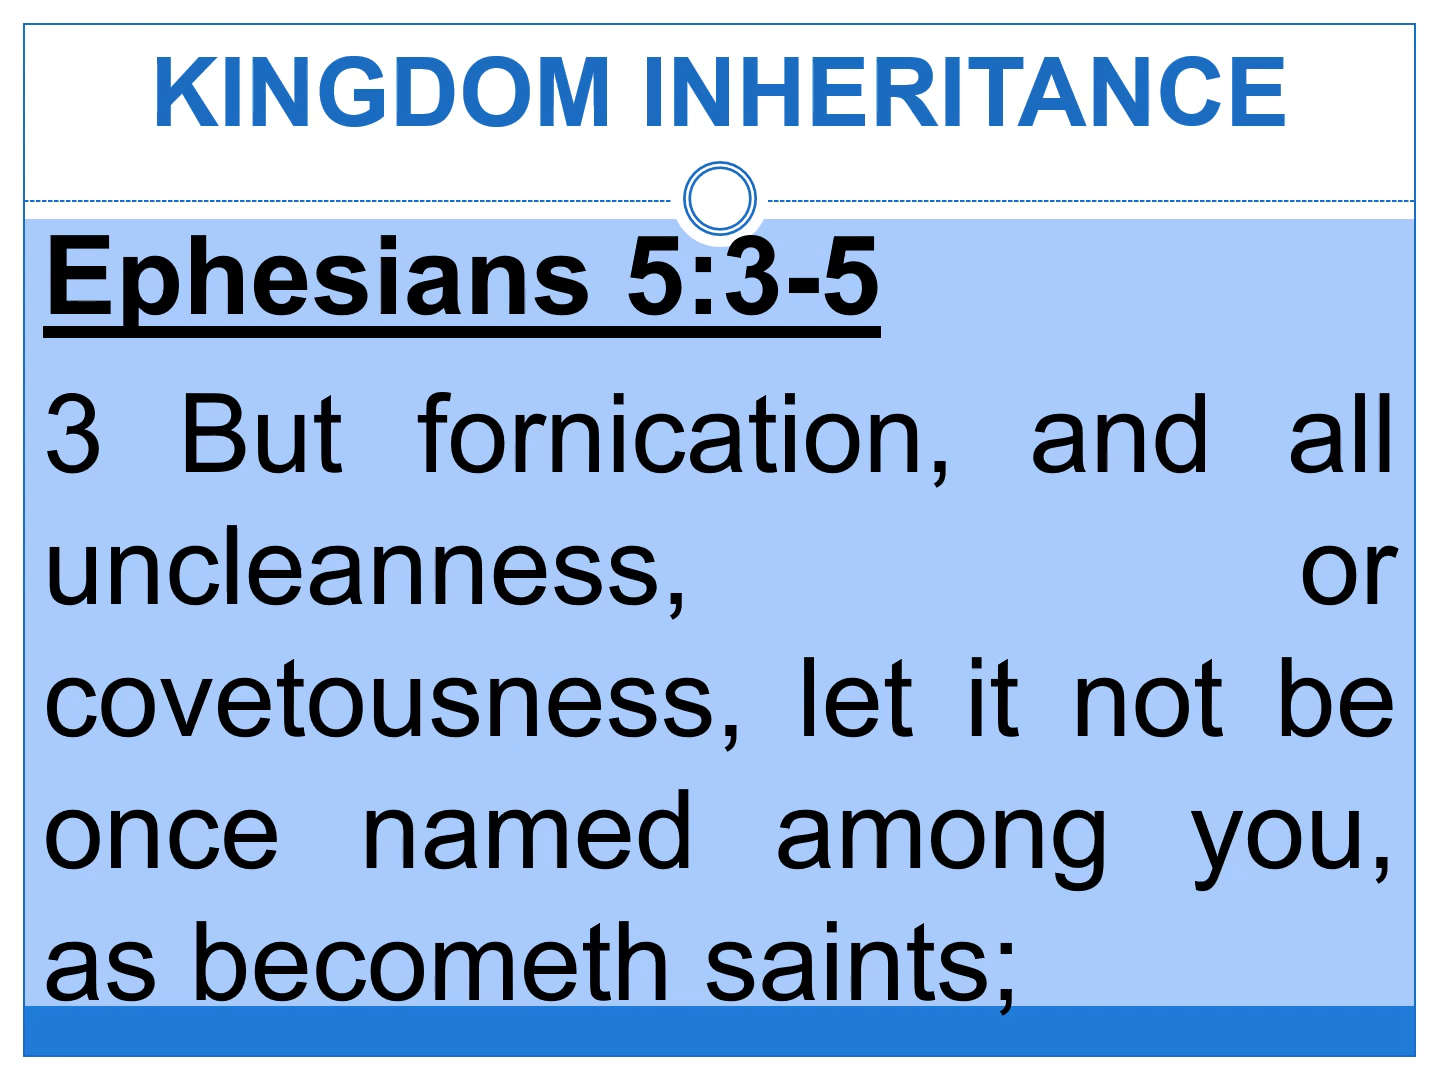 KINGDOM INHERITANCE
Ephesians 5:3-5
3 But fornication, and all
uncleanness, or
covetousness, let it not be
once named among you,
as becometh saints;